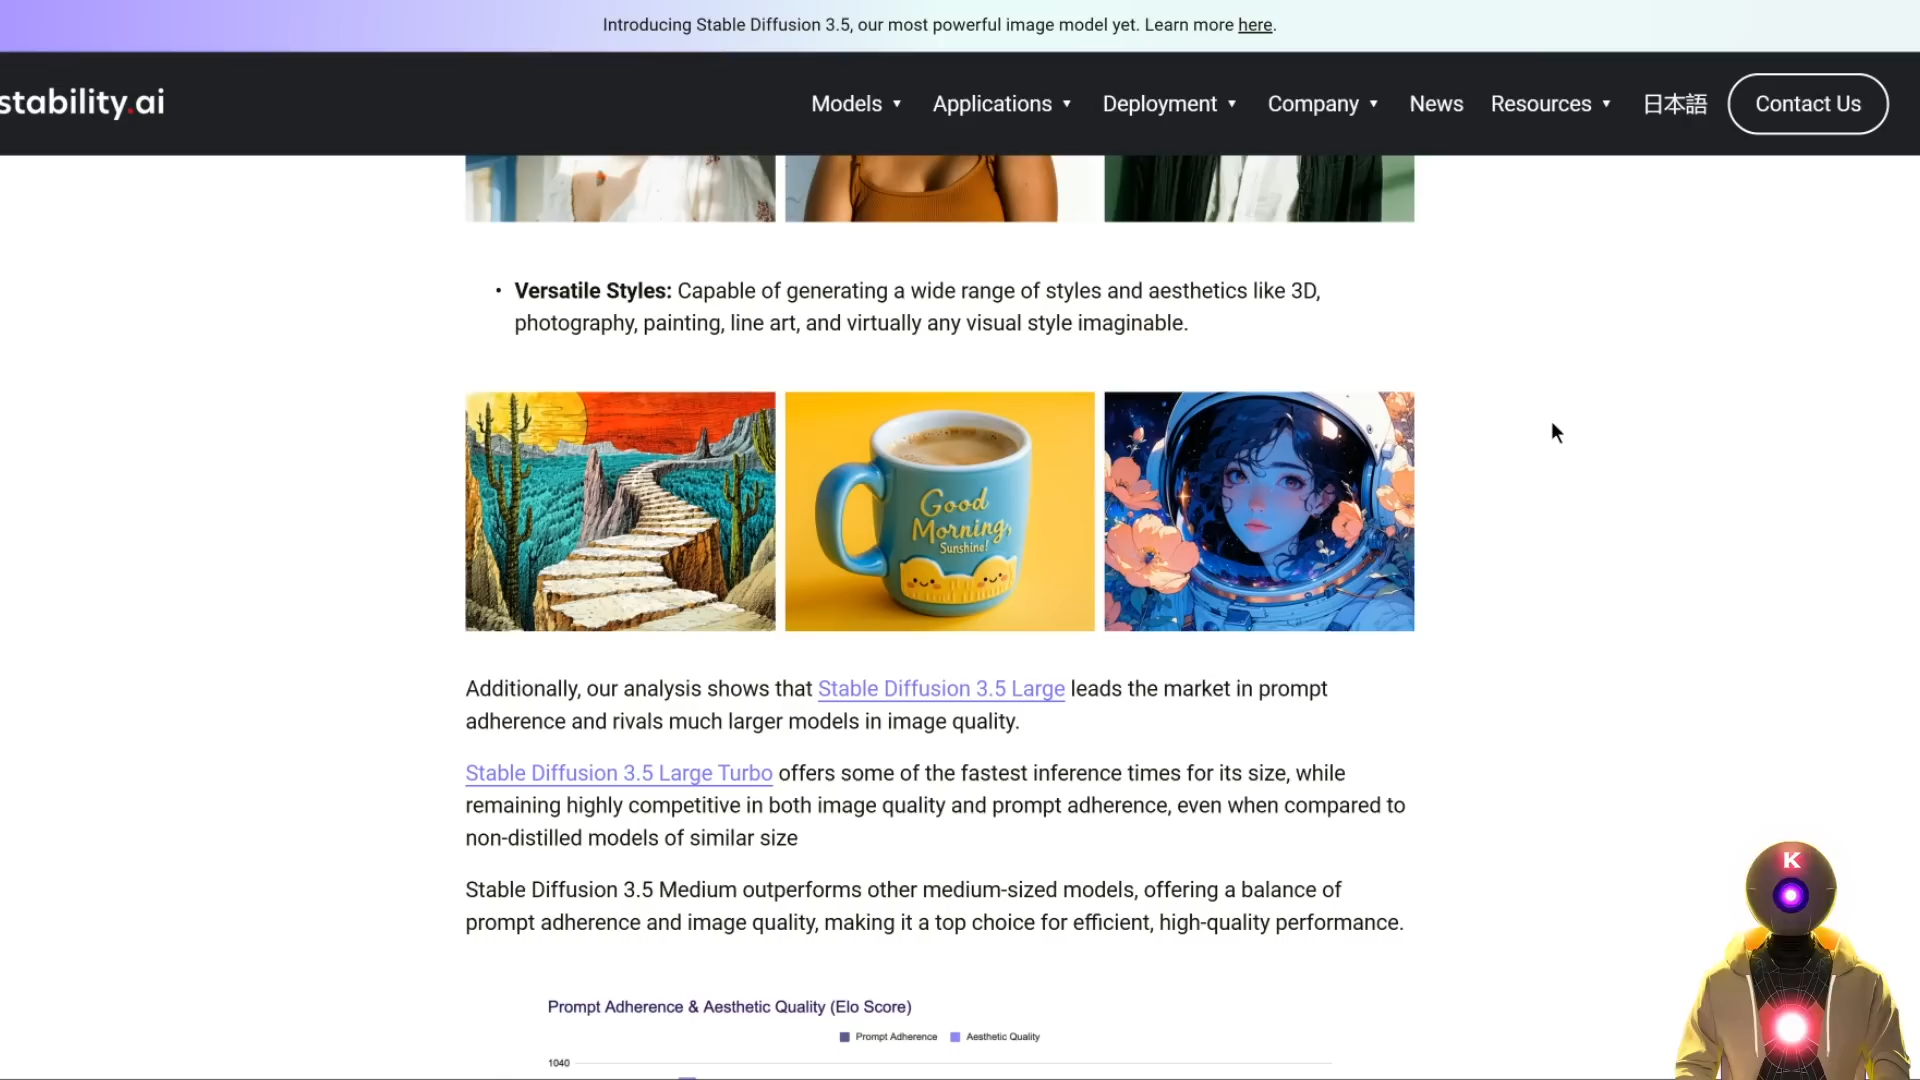 Introducing Stable Diffusion 3.5, our most powerful image model yet. Learn more here.
stability.ai
Models ▼ Applications ▼ Deployment ▼ Company ▼ News Resources ▼ 日本語 Contact Us
• Versatile Styles: Capable of generating a wide range of styles and aesthetics like 3D,
photography, painting, line art, and virtually any visual style imaginable.
Good
Morning,
Sunshine!
Additionally, our analysis shows that Stable Diffusion 3.5 Large leads the market in prompt
adherence and rivals much larger models in image quality.
Stable Diffusion 3.5 Large Turbo offers some of the fastest inference times for its size, while
remaining highly competitive in both image quality and prompt adherence, even when compared to
non-distilled models of similar size
Stable Diffusion 3.5 Medium outperforms other medium-sized models, offering a balance of
prompt adherence and image quality, making it a top choice for efficient, high-quality performance.
K
Prompt Adherence & Aesthetic Quality (Elo Score)
Prompt Adherence Aesthetic Quality
1040